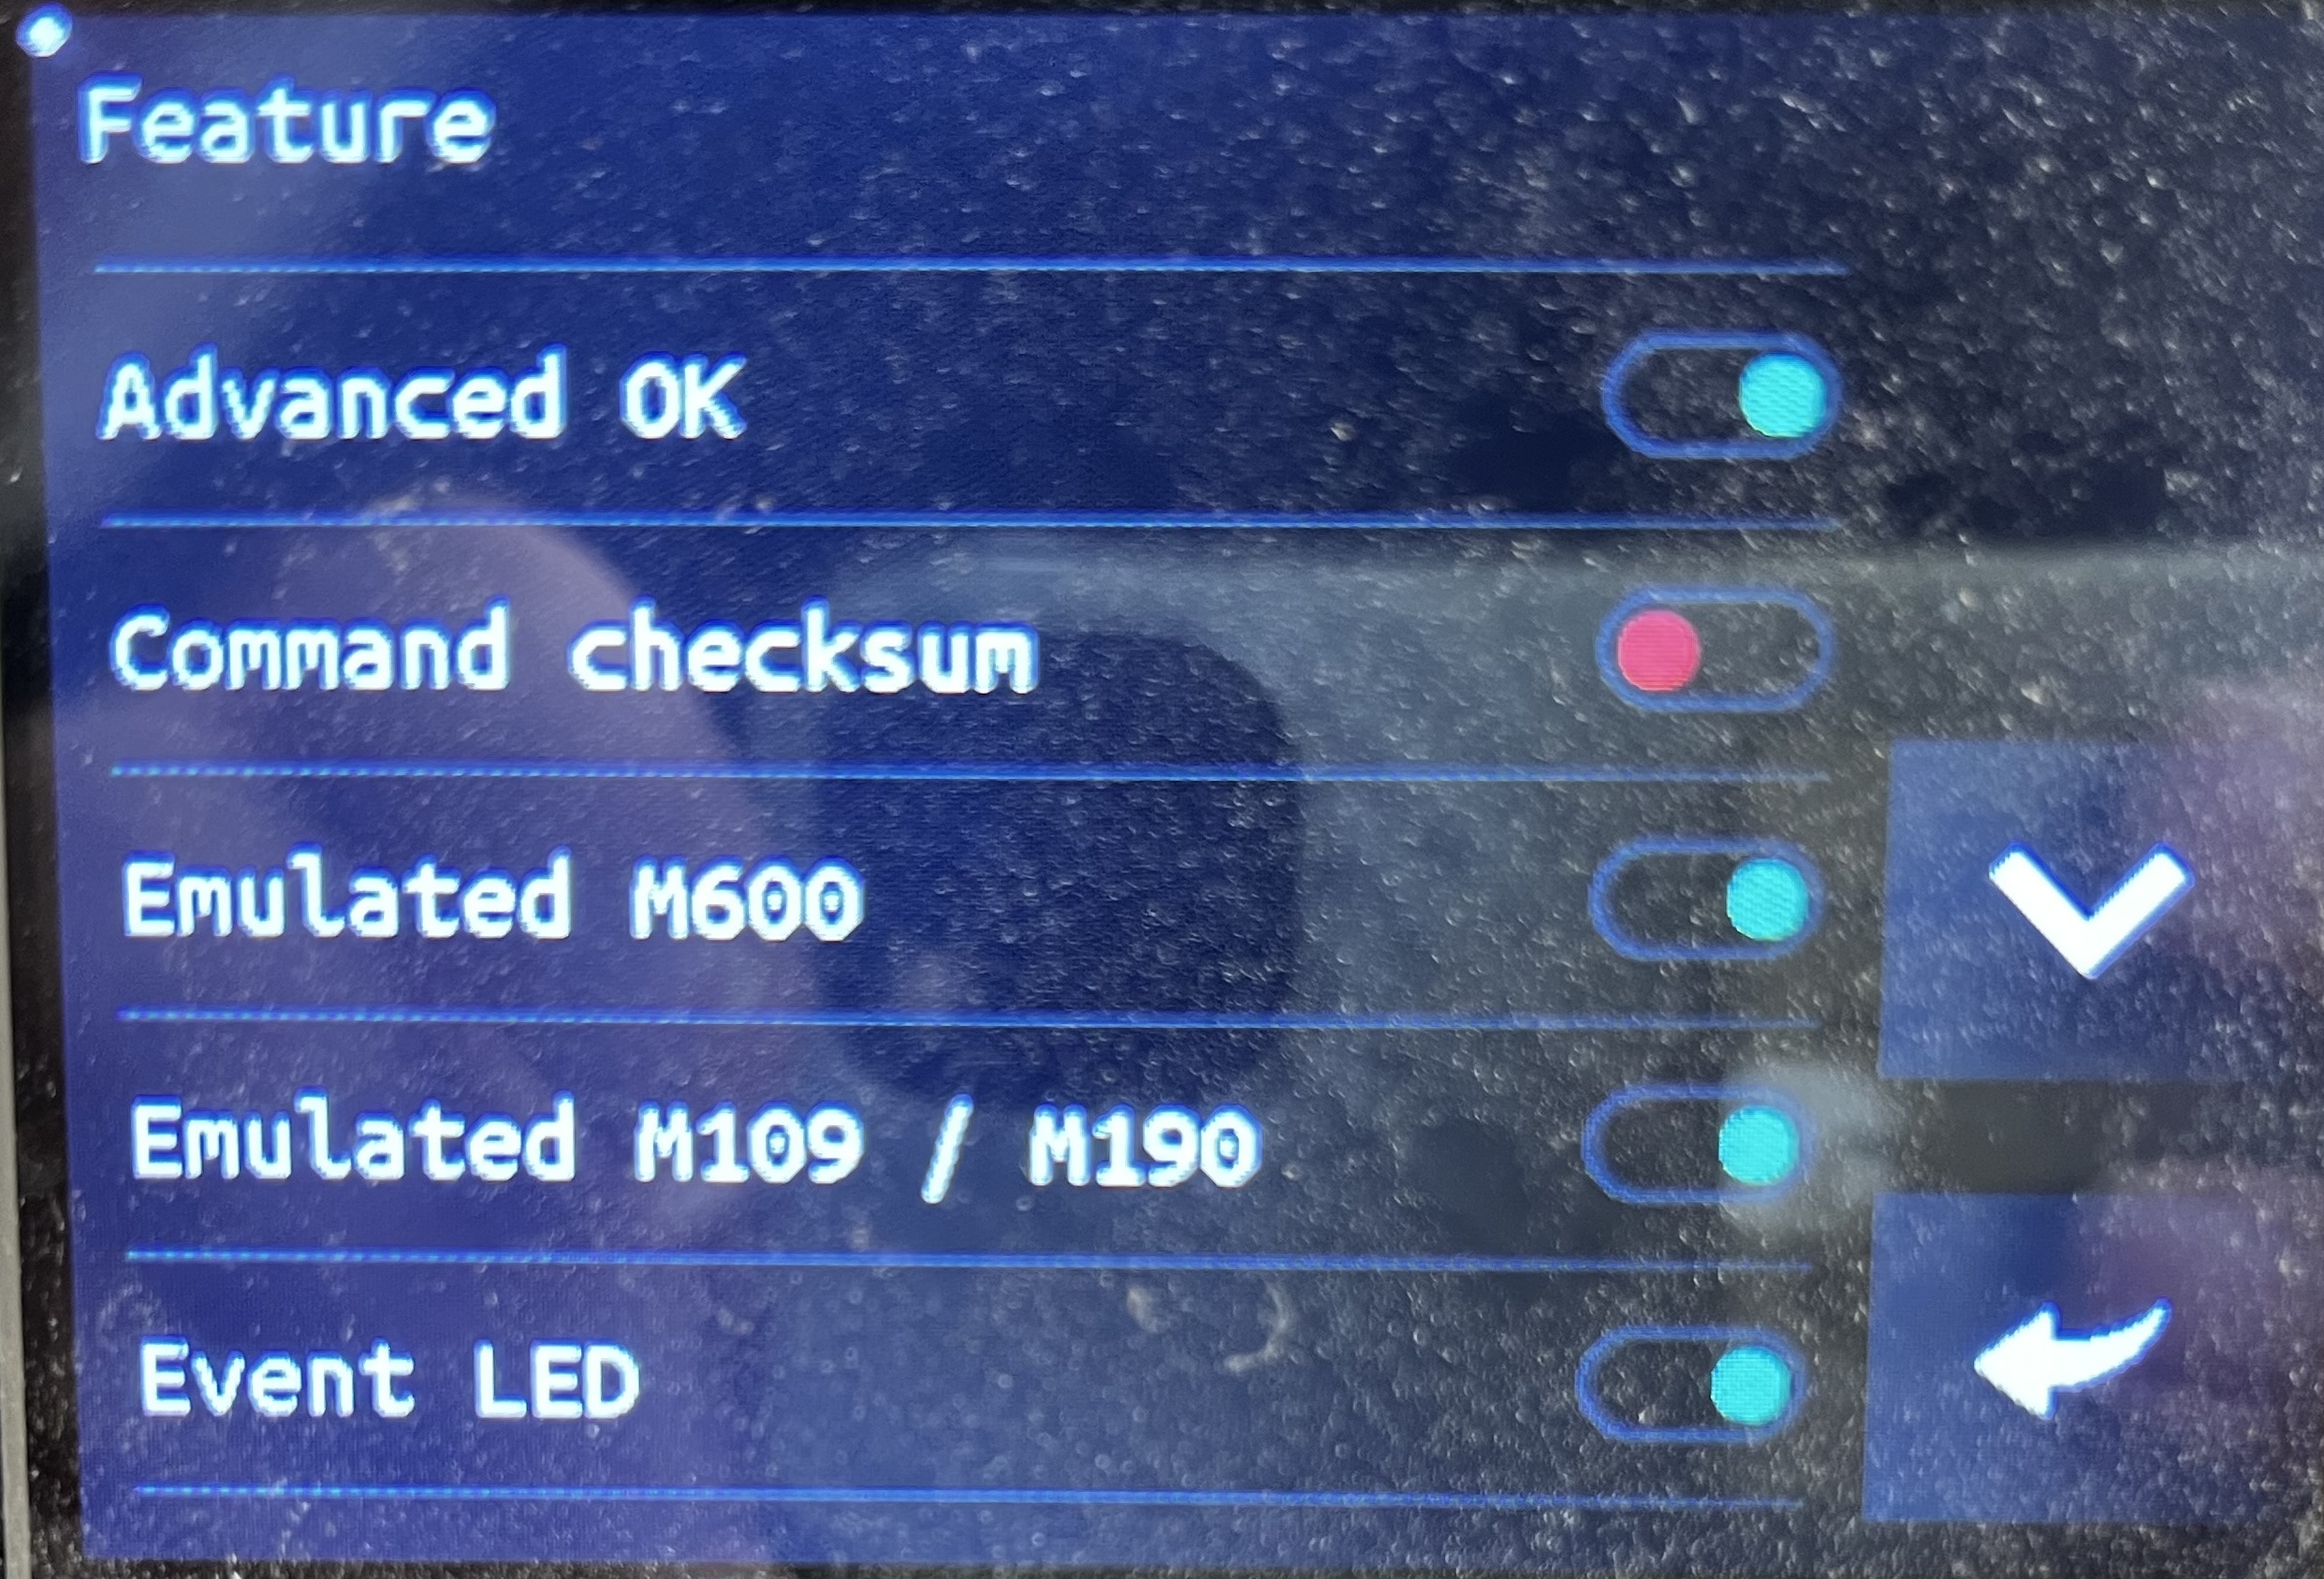 Feature
Advanced OK
Command checksum
Emulated M600
Emulated M109 / M190
Event LED